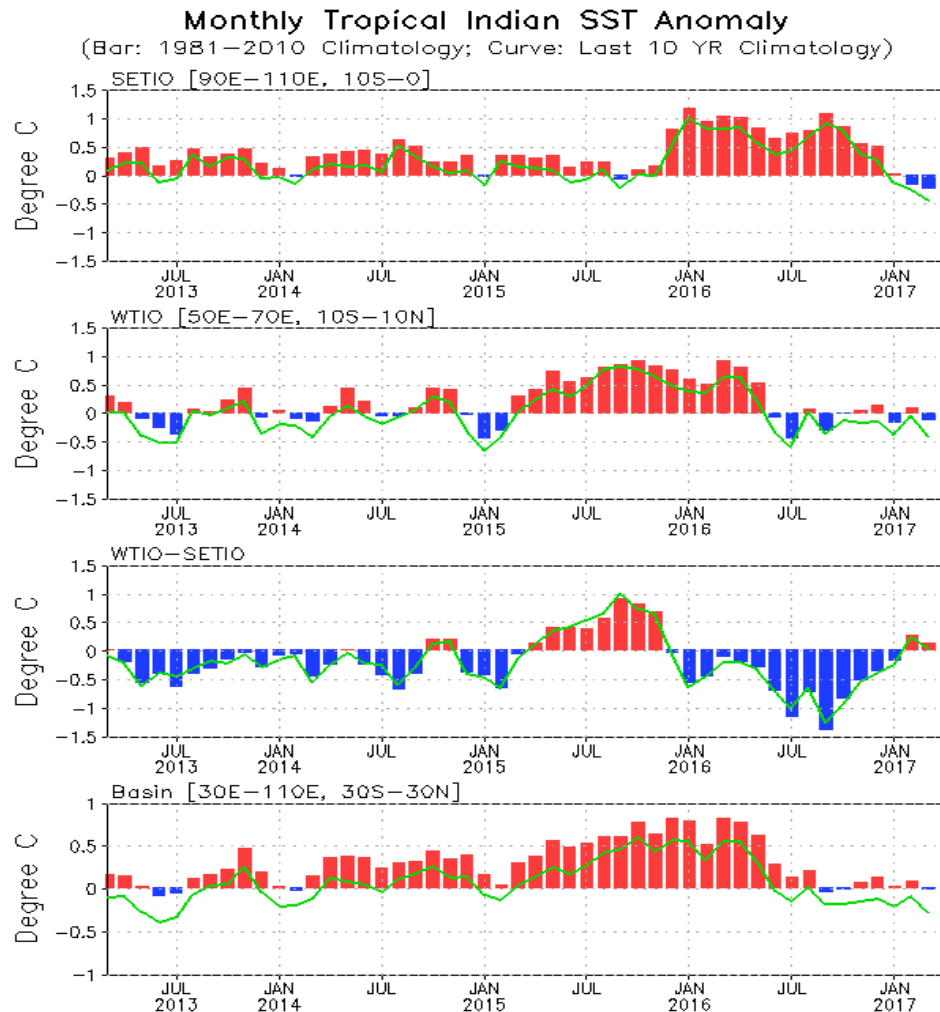 Monthly Tropical Indian SST Anomaly
(Bar: 1981-2010 Climatology; Curve: Last 10 YR Climatology)
SETIO [90E-110E, 10S-0]
Degree C
1.5
1
0.5
0
-0.5
-1
-1.5
JUL JAN JUL JAN JUL JAN JUL JAN
2013 2014 2015 2016 2017
WTIO [50E-70E, 10S-10N]
Degree C
1.5
1
0.5
0
-0.5
-1
-1.5
JUL JAN JUL JAN JUL JAN JUL JAN
2013 2014 2015 2016 2017
WTIO-SETIO
Degree C
1.5
1
0.5
0
-0.5
-1
-1.5
JUL JAN JUL JAN JUL JAN JUL JAN
2013 2014 2015 2016 2017
Basin [30E-110E, 30S-30N]
Degree C
1
0.5
0
-0.5
-1
JUL JAN JUL JAN JUL JAN JUL JAN
2013 2014 2015 2016 2017